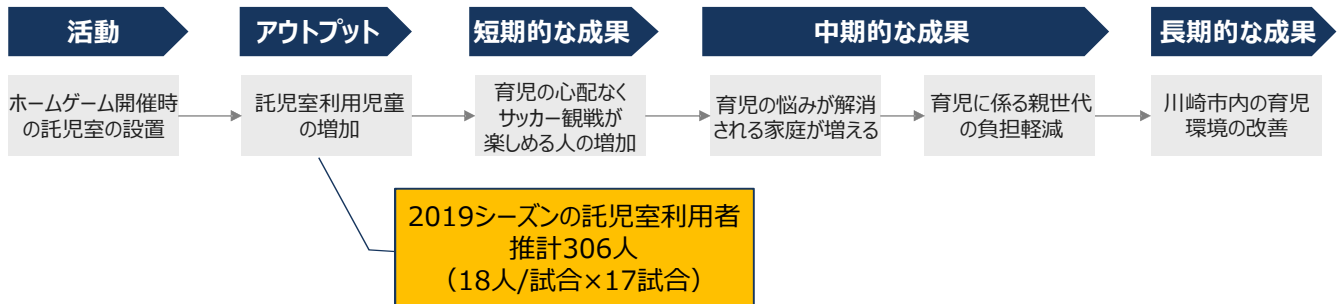 活動
アウトプット
短期的な成果
中期的な成果
長期的な成果
ホームゲーム開催時
の託児室の設置
託児室利用児童
の増加
育児の心配なく
サッカー観戦が
楽しめる人の増加
育児の悩みが解消
される家庭が増える
育児に係る親世代
の負担軽減
川崎市内の育児
環境の改善
2019シーズンの託児室利用者
推計306人
（18人/試合×17試合）